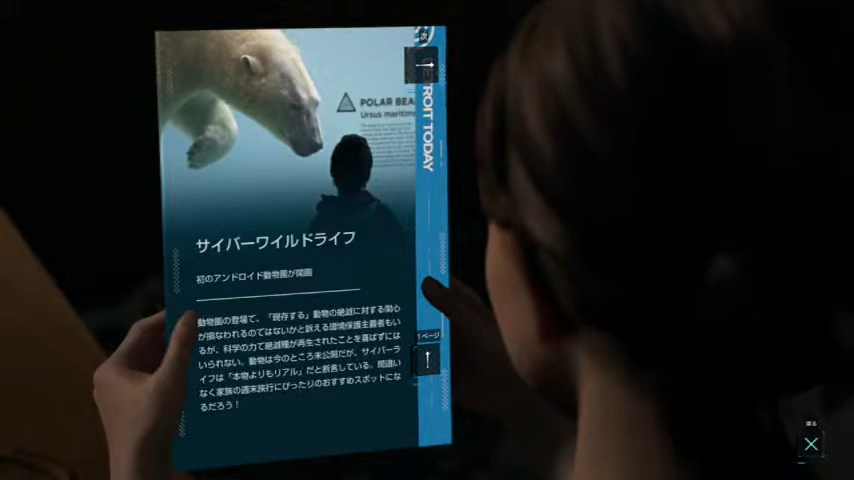 次
ROIT TODAY
POLAR BEA
Ursus maritim
サイバーワイルドライフ
初のアンドロイド動物園が開園
動物園の登場で、「現存する」動物の絶滅に対する関心
が損なわれるのではないかと訴える環境保護主義者もい
るが、科学の力で絶滅種が再生されたことを喜ばずには
いられない。動物は今のところ未公開だが、サイバーラ
イフは「本物よりもリアル」だと断言している。間違い
なく家族の週末旅行にぴったりのおすすめスポットにな
るだろう！
1 ページ
戻る